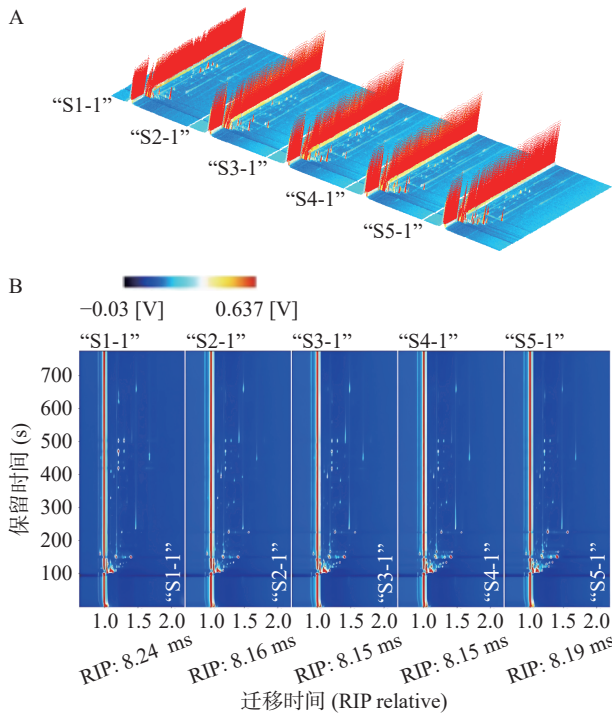 A
“S1-1”
“S2-1”
“S3-1”
“S4-1”
“S5-1”
B
−0.03 [V] 0.637 [V]
“S1-1” “S2-1” “S3-1” “S4-1” “S5-1”
700
600
500
400
300
200
100
保留时间 (s)
“S1-1” “S2-1” “S3-1” “S4-1” “S5-1”
1.0 1.5 2.0 1.0 1.5 2.0 1.0 1.5 2.0 1.0 1.5 2.0 1.0 1.5 2.0
RIP: 8.24 ms RIP: 8.16 ms RIP: 8.15 ms RIP: 8.15 ms RIP: 8.19 ms
迁移时间 (RIP relative)